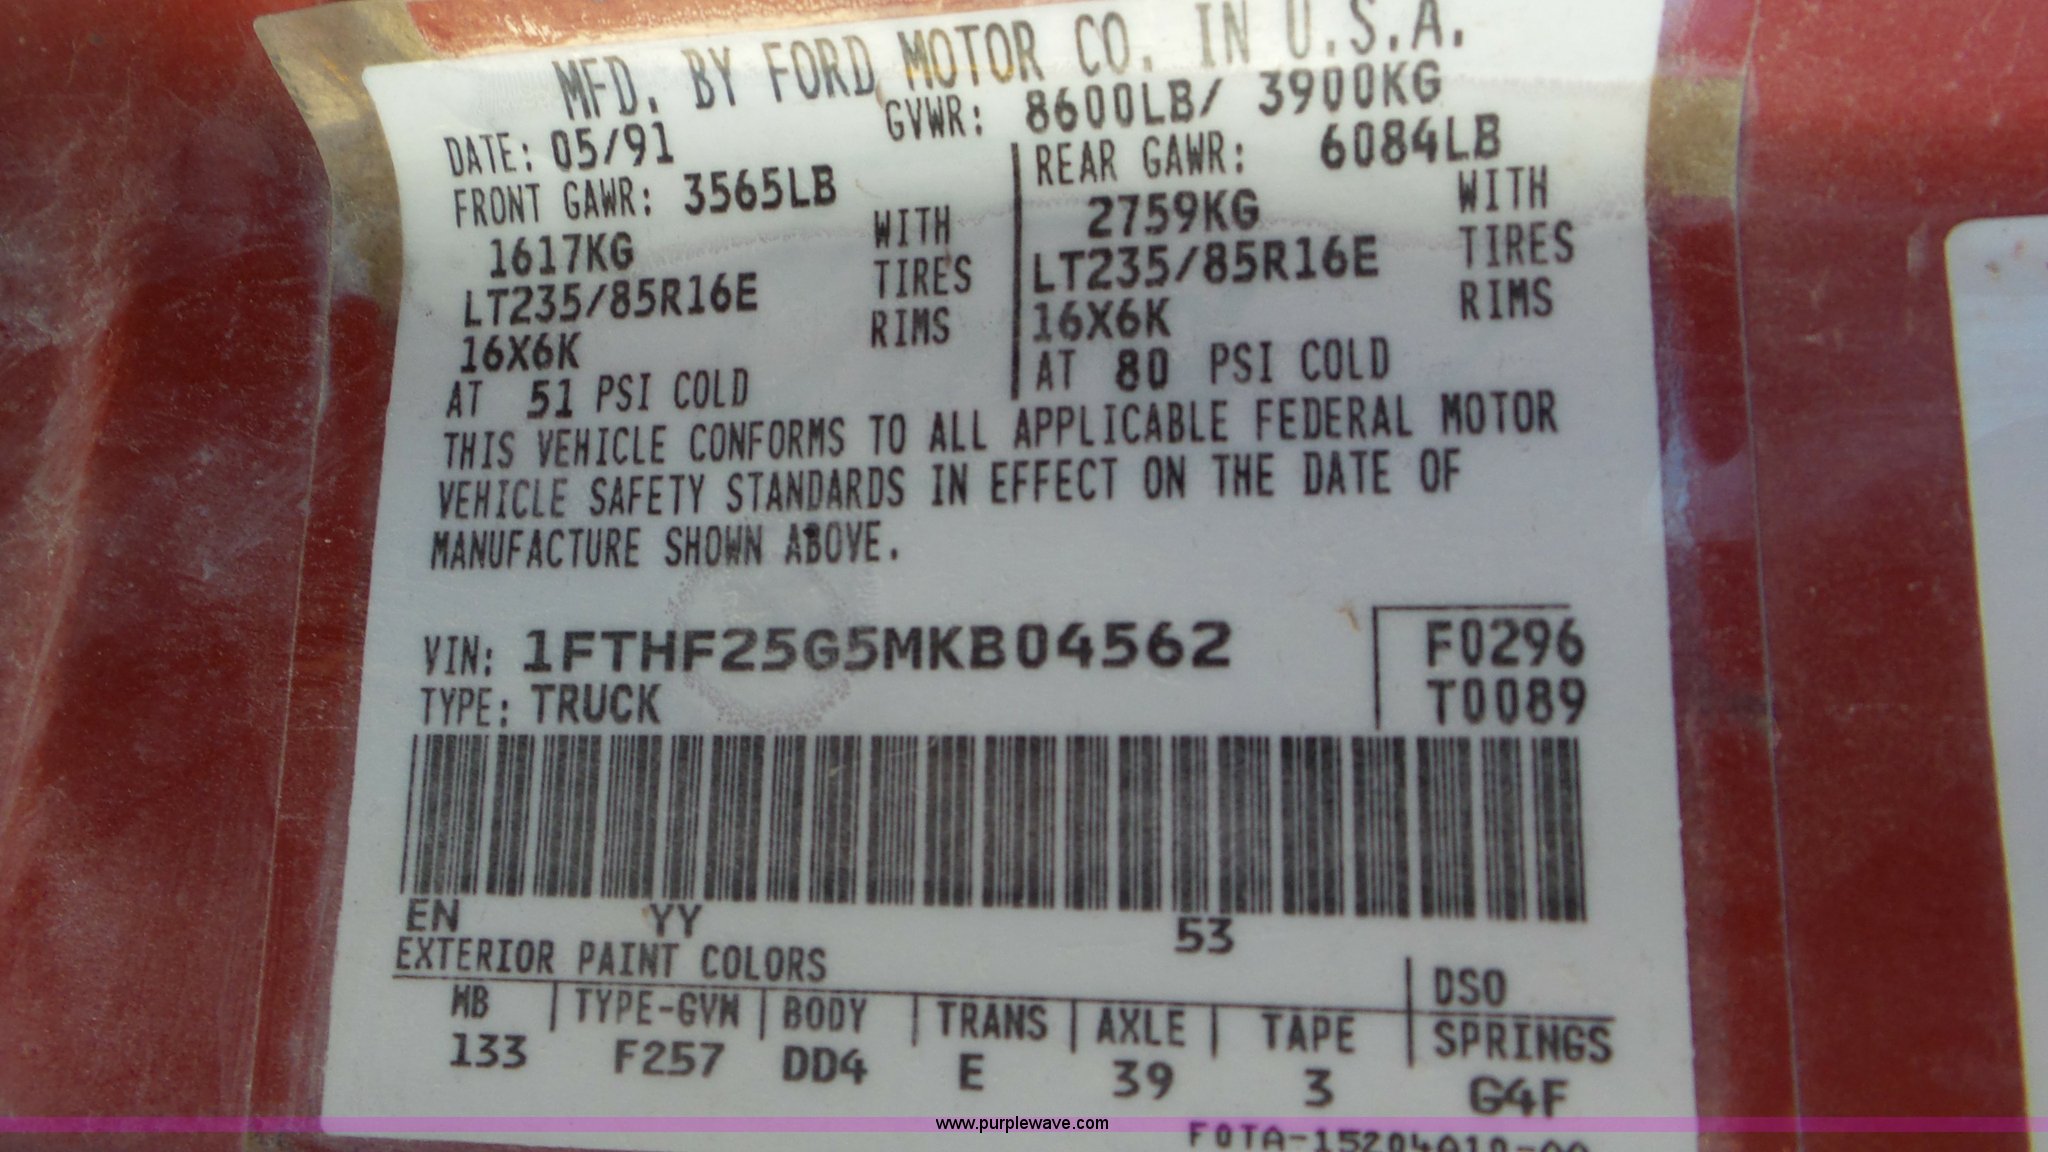 MFD. BY FORD MOTOR CO. IN U.S.A.
DATE: 05/91 GVWR: 8600LB/ 3900KG
FRONT GAWR: 3565LB
1617KG WITH
LT235/85R16E TIRES
16X6K RIMS
AT 51 PSI COLD
REAR GAWR: 6084LB
2759KG WITH
LT235/85R16E TIRES
16X6K RIMS
AT 80 PSI COLD
THIS VEHICLE CONFORMS TO ALL APPLICABLE FEDERAL MOTOR
VEHICLE SAFETY STANDARDS IN EFFECT ON THE DATE OF
MANUFACTURE SHOWN ABOVE.
VIN: 1FTHF25G5MKB04562
TYPE: TRUCK
F0296
T0089
EN YY 53
EXTERIOR PAINT COLORS DSO
WB TYPE-GVW BODY TRANS AXLE TAPE SPRINGS
133 F257 DD4 E 39 3 G4F
www.purplewave.com